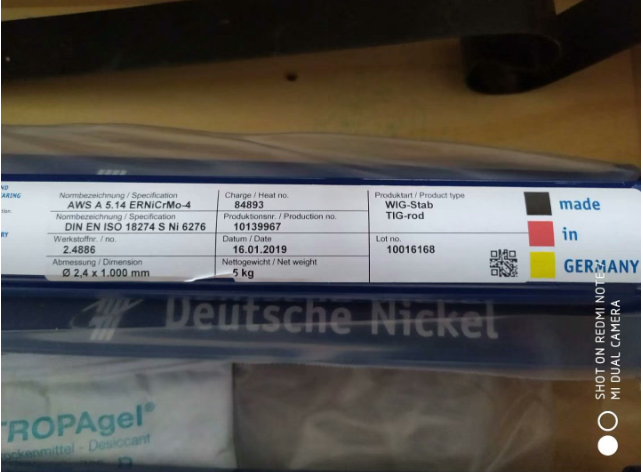 ND
EARING
Normbezeichnung / Specification
AWS A 5.14 ERNiCrMo-4
Normbezeichnung / Specification
DIN EN ISO 18274 S Ni 6276
Werkstoffnr. / no.
2.4886
Abmessung / Dimension
Ø 2,4 x 1.000 mm
Charge / Heat no.
84893
Produktionsnr. / Production no.
10139967
Datum / Date
16.01.2019
Nettogewicht / Net weight
5 kg
Produktart / Product type
WIG-Stab
TIG-rod
Lot no.
10016168
made
in
GERMANY
Deutsche Nickel
TROPAgel®
ockenmittel - Desiccant
SHOT ON REDMI NOTE
MI DUAL CAMERA